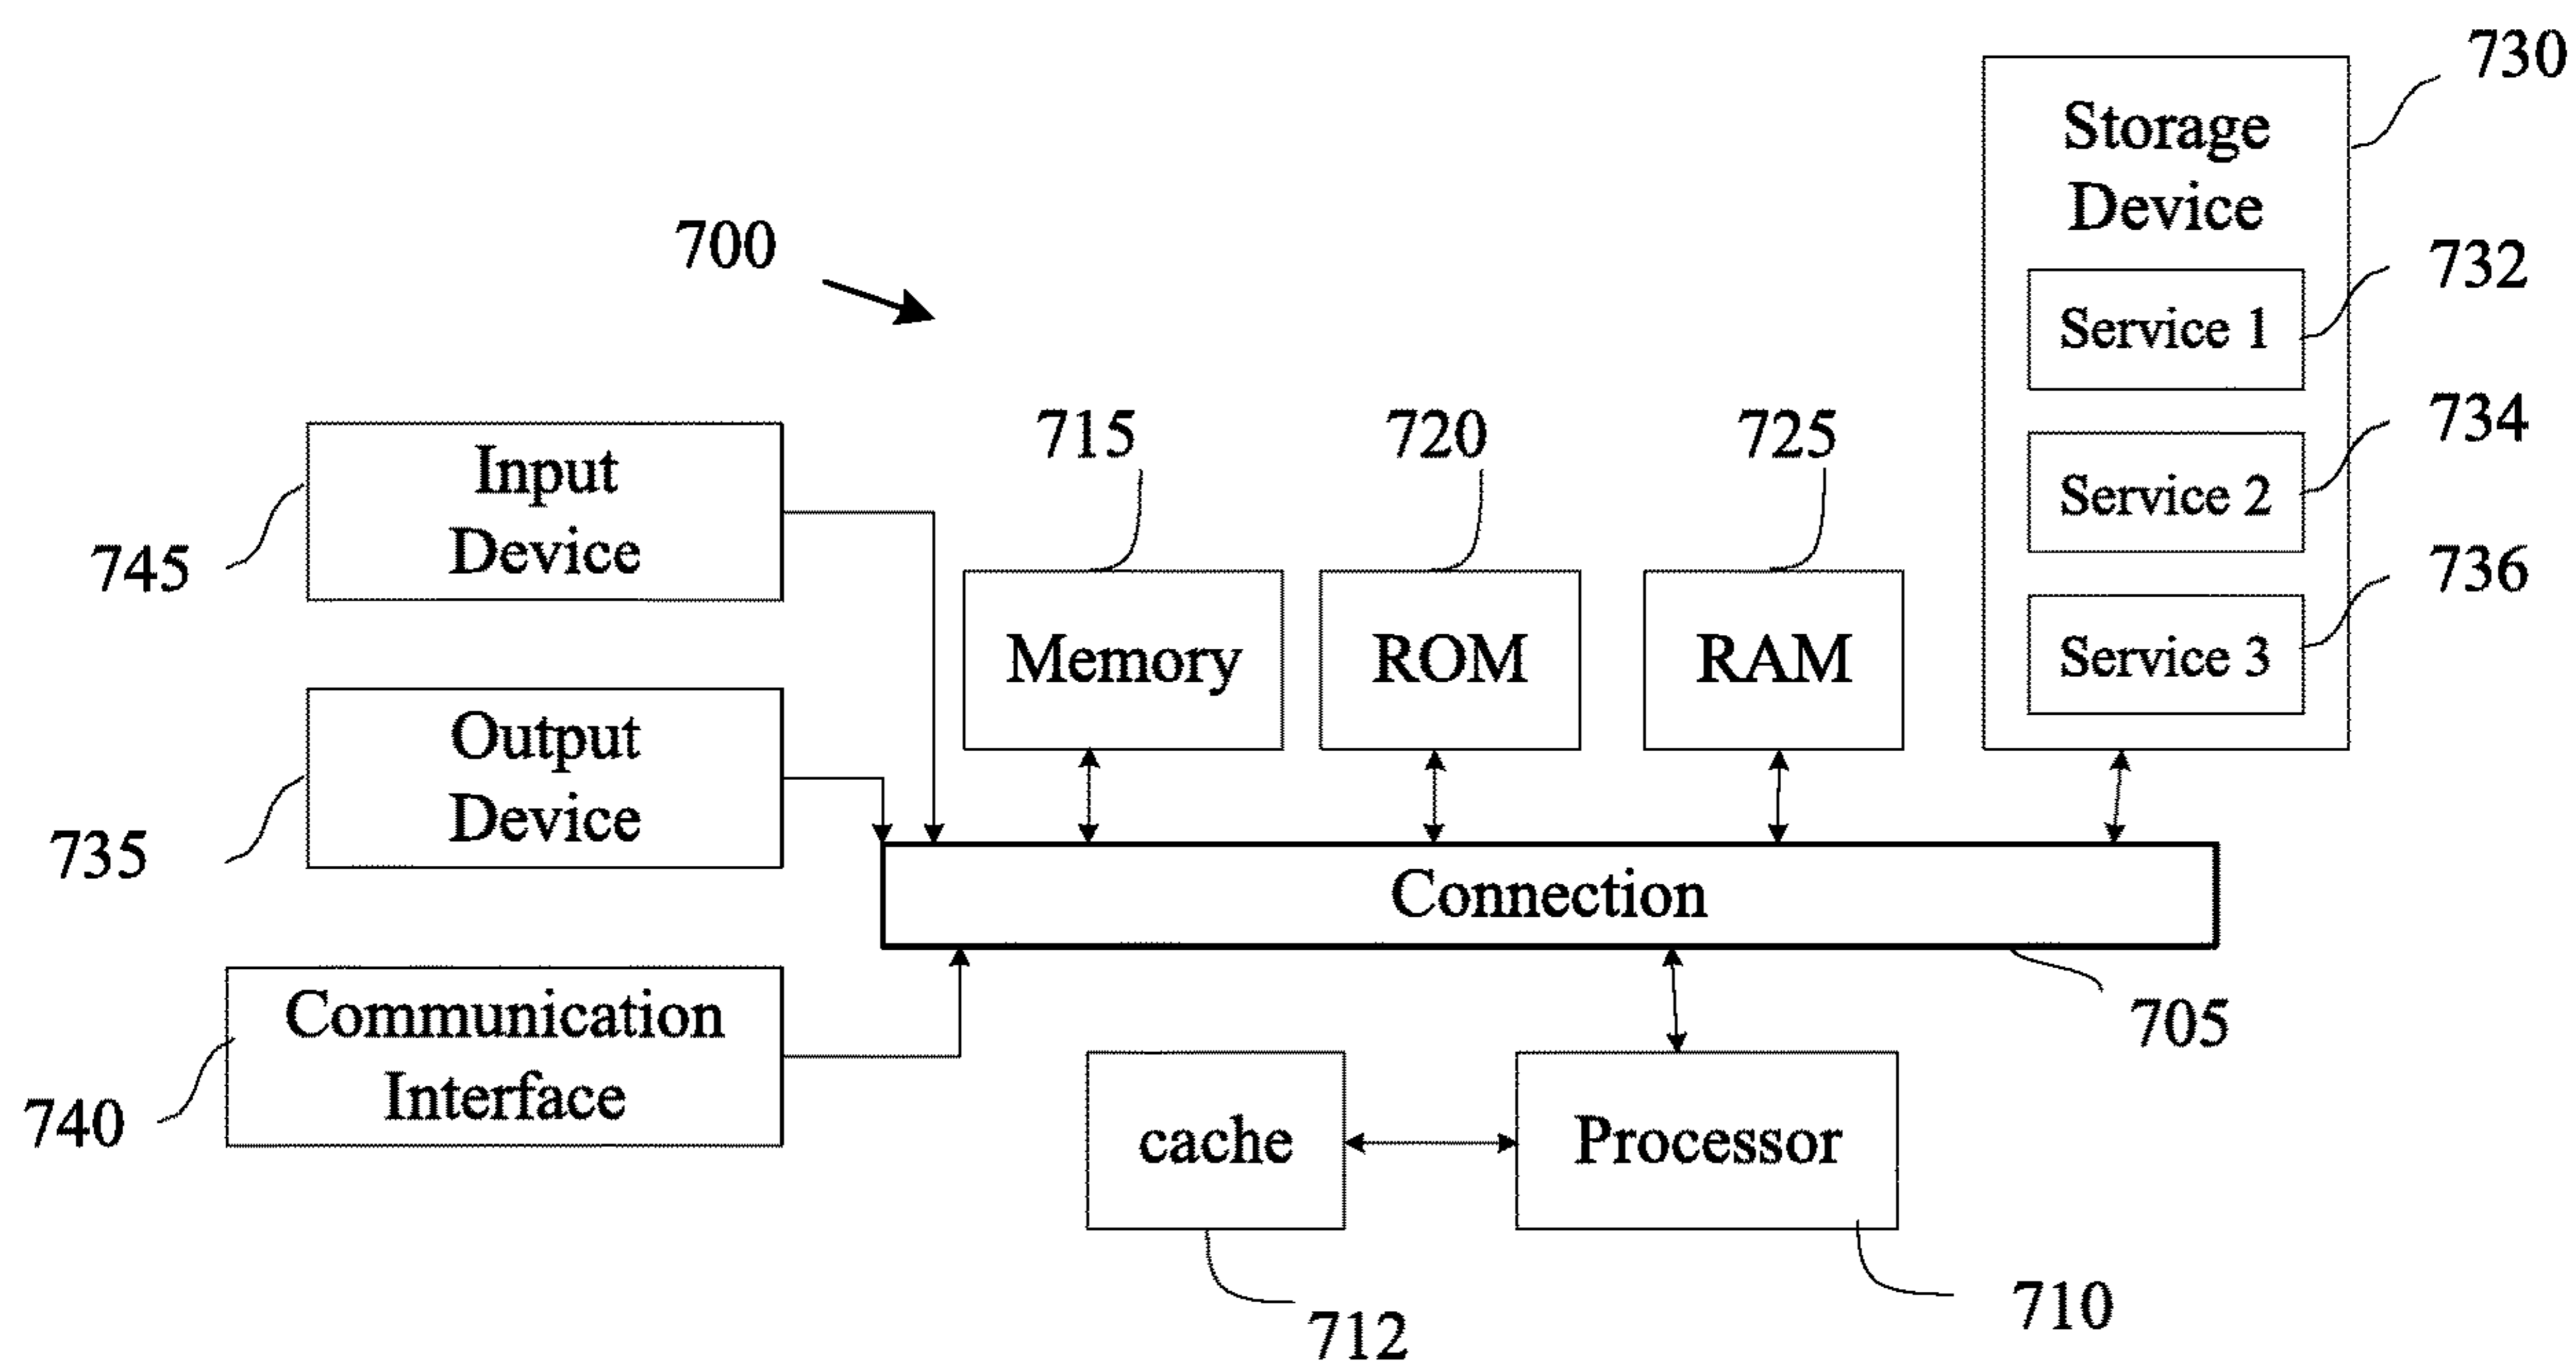 730
Storage
Device
700
732
Service 1
715
720
725
734
Input
Device
Service 2
745
736
Memory
ROM
RAM
Service 3
Output
Device
735
Connection
Communication
Interface
705
740
cache
Processor
712
710